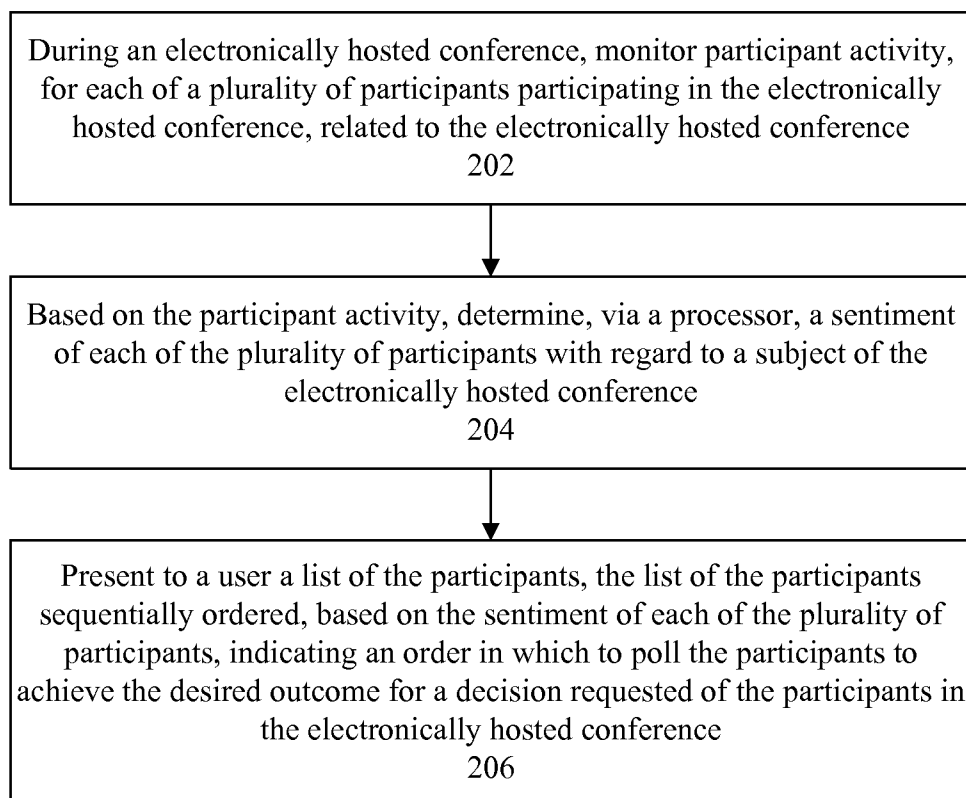 During an electronically hosted conference, monitor participant activity,
for each of a plurality of participants participating in the electronically
hosted conference, related to the electronically hosted conference
202
Based on the participant activity, determine, via a processor, a sentiment
of each of the plurality of participants with regard to a subject of the
electronically hosted conference
204
Present to a user a list of the participants, the list of the participants
sequentially ordered, based on the sentiment of each of the plurality of
participants, indicating an order in which to poll the participants to
achieve the desired outcome for a decision requested of the participants in
the electronically hosted conference
206